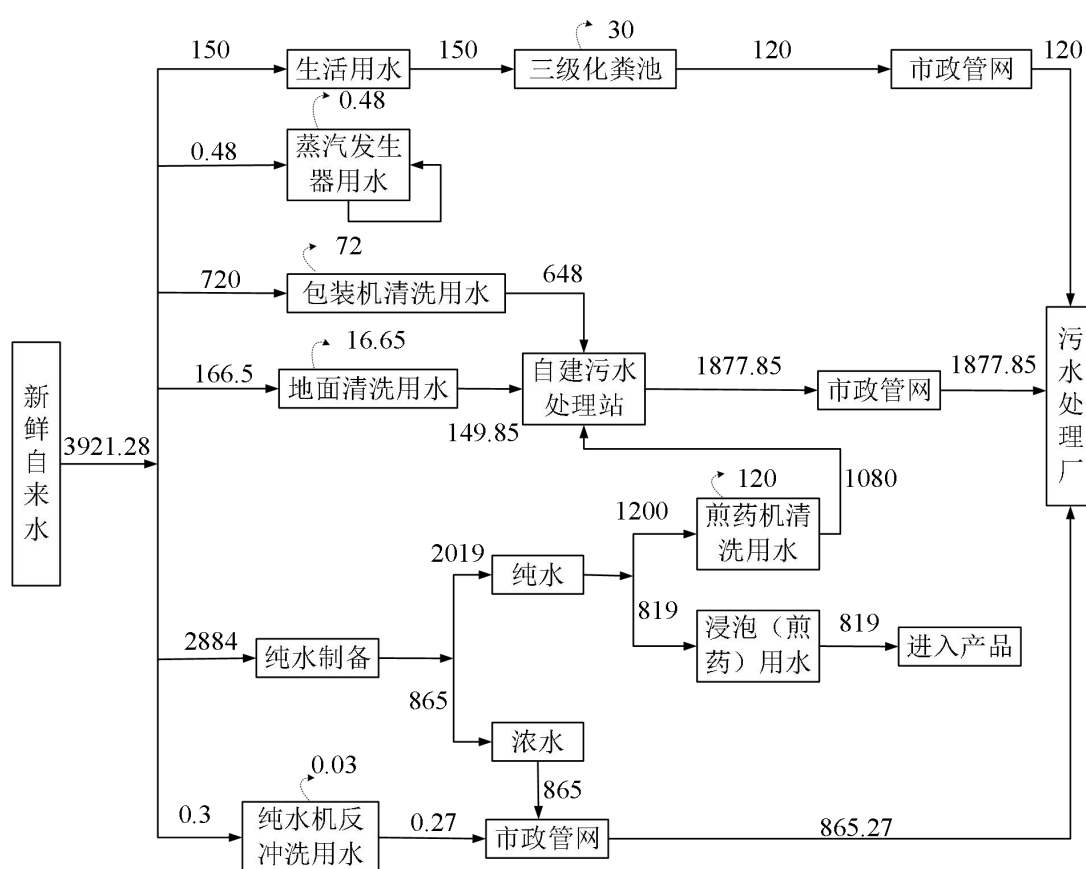 30
150
150
120
120
生活用水
三级化粪池
市政管网
0.48
0.48
蒸汽发生
器用水
72
720
648
包装机清洗用水
16.65
166.5
地面清洗用水
149.85
自建污水
处理站
1877.85
市政管网
1877.85
污
水
处
理
厂
新
鲜
自
来
水
3921.28
1080
120
1200
煎药机清
洗用水
2019
纯水
819
浸泡（煎
药）用水
819
进入产品
2884
纯水制备
865
浓水
865
0.03
0.3
纯水机反
冲洗用水
0.27
市政管网
865.27